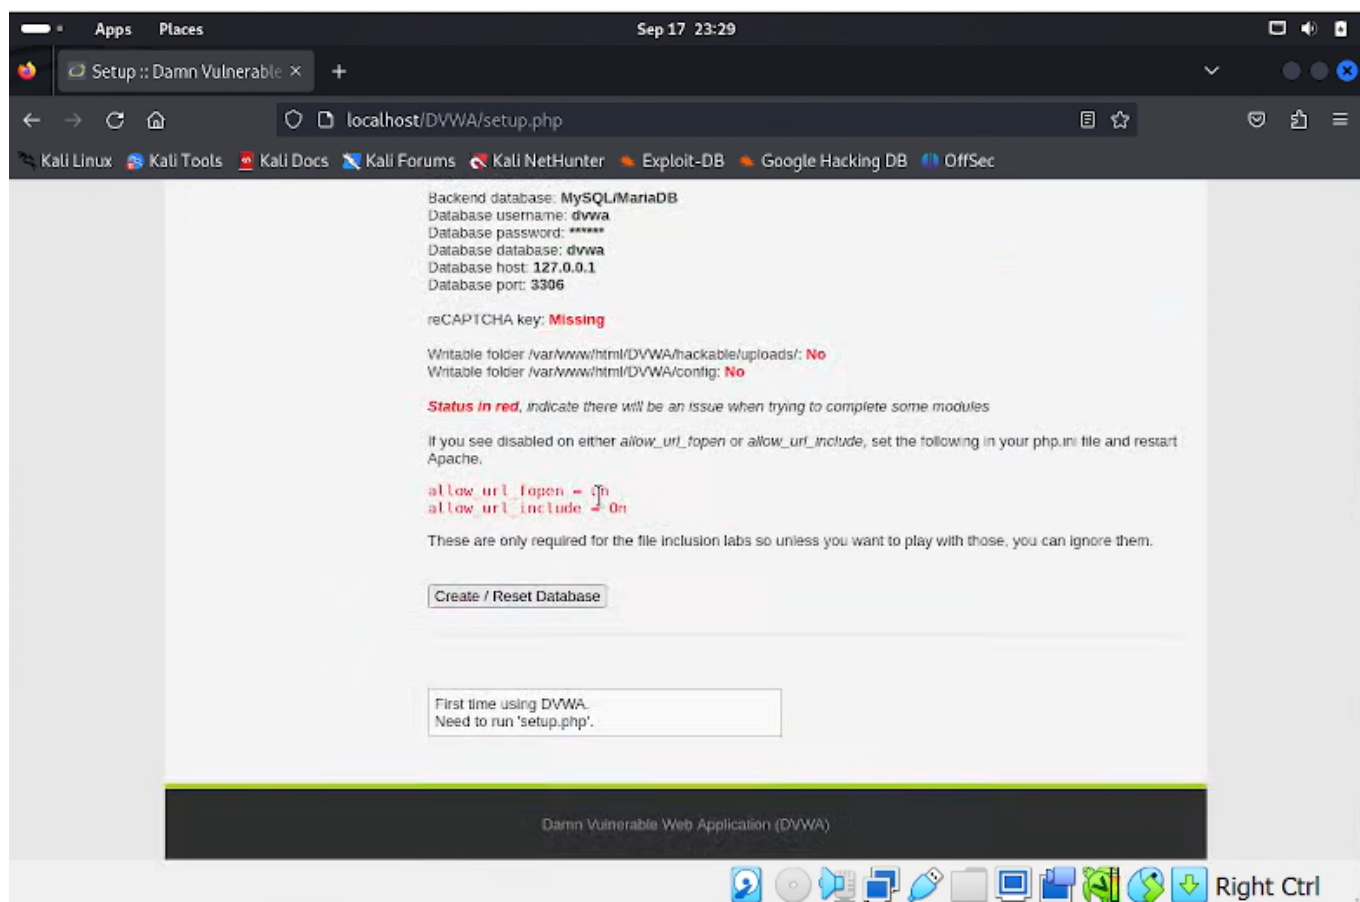 Apps Places Sep 17 23:29
Setup :: Damn Vulnerable
localhost/DVWA/setup.php
Kali Linux Kali Tools Kali Docs Kali Forums Kali NetHunter Exploit-DB Google Hacking DB OffSec
Backend database: MySQL/MariaDB
Database username: dvwa
Database password: ******
Database database: dvwa
Database host: 127.0.0.1
Database port: 3306
reCAPTCHA key: Missing
Writable folder /var/www/html/DVWA/hackable/uploads/: No
Writable folder /var/www/html/DVWA/config: No
Status in red, indicate there will be an issue when trying to complete some modules
If you see disabled on either allow_url_fopen or allow_url_include, set the following in your php.ini file and restart
Apache.
allow_url_fopen = On
allow_url_include = On
These are only required for the file inclusion labs so unless you want to play with those, you can ignore them.
Create / Reset Database
First time using DVWA.
Need to run 'setup.php'.
Damn Vulnerable Web Application (DVWA)
Right Ctrl